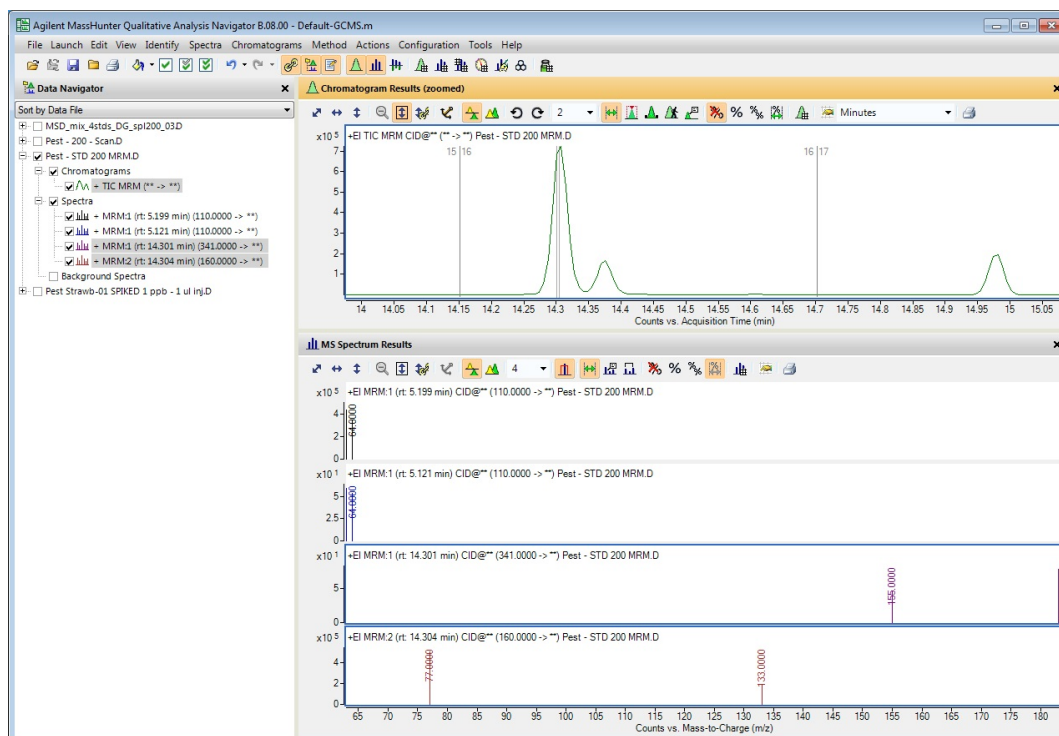 Agilent MassHunter Qualitative Analysis Navigator B.08.00 - Default-GCMS.m
File Launch Edit View Identify Spectra Chromatograms Method Actions Configuration Tools Help
Data Navigator
Sort by Data File
MSD_mix_4stds_DG_spl200_03.D
Pest - 200 - Scan.D
Pest - STD 200 MRM.D
Chromatograms
+ TIC MRM (** -> **)
Spectra
+ MRM:1 (rt: 5.199 min) (110.0000 -> **)
+ MRM:1 (rt: 5.121 min) (110.0000 -> **)
+ MRM:1 (rt: 14.301 min) (341.0000 -> **)
+ MRM:2 (rt: 14.304 min) (160.0000 -> **)
Background Spectra
Pest Strawb-01 SPIKED 1 ppb - 1 ul inj.D
Chromatogram Results (zoomed)
2 % % Minutes
x10 5 +EI TIC MRM CID@** (** -> **) Pest - STD 200 MRM.D
15 16 16 17
7
6
5
4
3
2
1
14 14.05 14.1 14.15 14.2 14.25 14.3 14.35 14.4 14.45 14.5 14.55 14.6 14.65 14.7 14.75 14.8 14.85 14.9 14.95 15 15.05
Counts vs. Acquisition Time (min)
MS Spectrum Results
4 % %
x10 5 +EI MRM:1 (rt: 5.199 min) CID@** (110.0000 -> **) Pest - STD 200 MRM.D
64.0000
4
2
0
x10 1 +EI MRM:1 (rt: 5.121 min) CID@** (110.0000 -> **) Pest - STD 200 MRM.D
64.0000
5
2.5
0
x10 1 +EI MRM:1 (rt: 14.301 min) CID@** (341.0000 -> **) Pest - STD 200 MRM.D
155.0000
5
0
x10 5 +EI MRM:2 (rt: 14.304 min) CID@** (160.0000 -> **) Pest - STD 200 MRM.D
77.0000 133.0000
4
2
0
65 70 75 80 85 90 95 100 105 110 115 120 125 130 135 140 145 150 155 160 165 170 175 180
Counts vs. Mass-to-Charge (m/z)